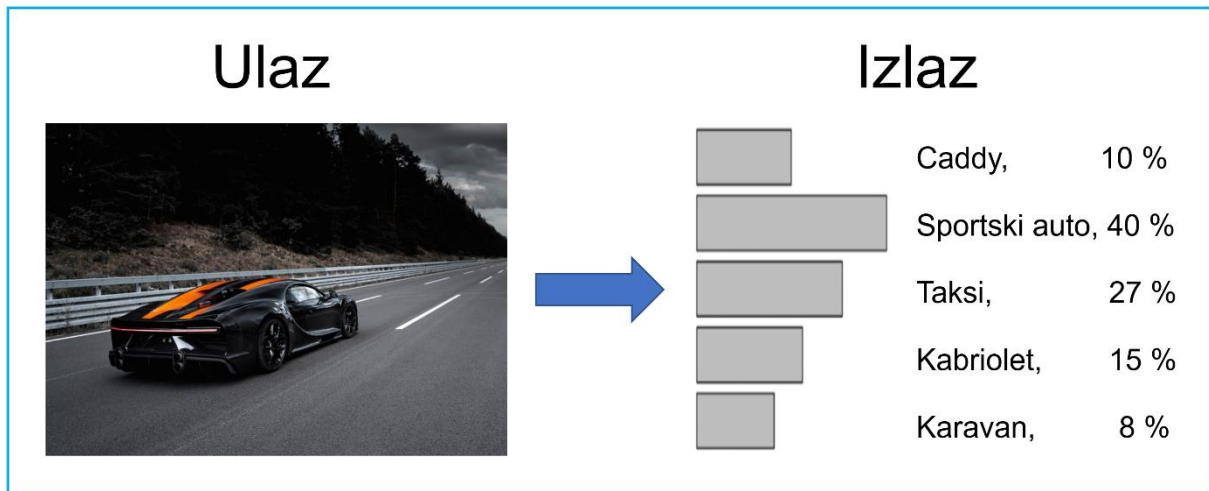 Ulaz
Izlaz
Caddy, 10 %
Sportski auto, 40 %
Taksi, 27 %
Kabriolet, 15 %
Karavan, 8 %